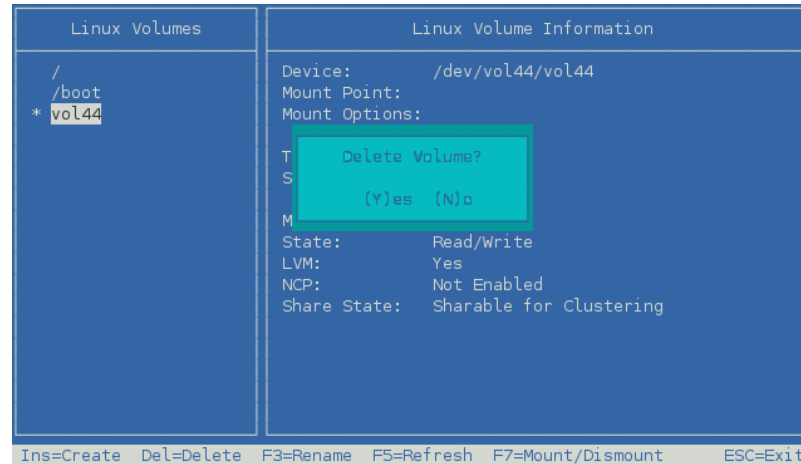 Linux Volumes
/
/boot
* vol44
Linux Volume Information
Device: /dev/vol44/vol44
Mount Point:
Mount Options:
T
S
M
Delete Volume?
(Y)es (N)o
State: Read/Write
LVM: Yes
NCP: Not Enabled
Share State: Sharable for Clustering
Ins=Create Del=Delete F3=Rename F5=Refresh F7=Mount/Dismount ESC=Exit